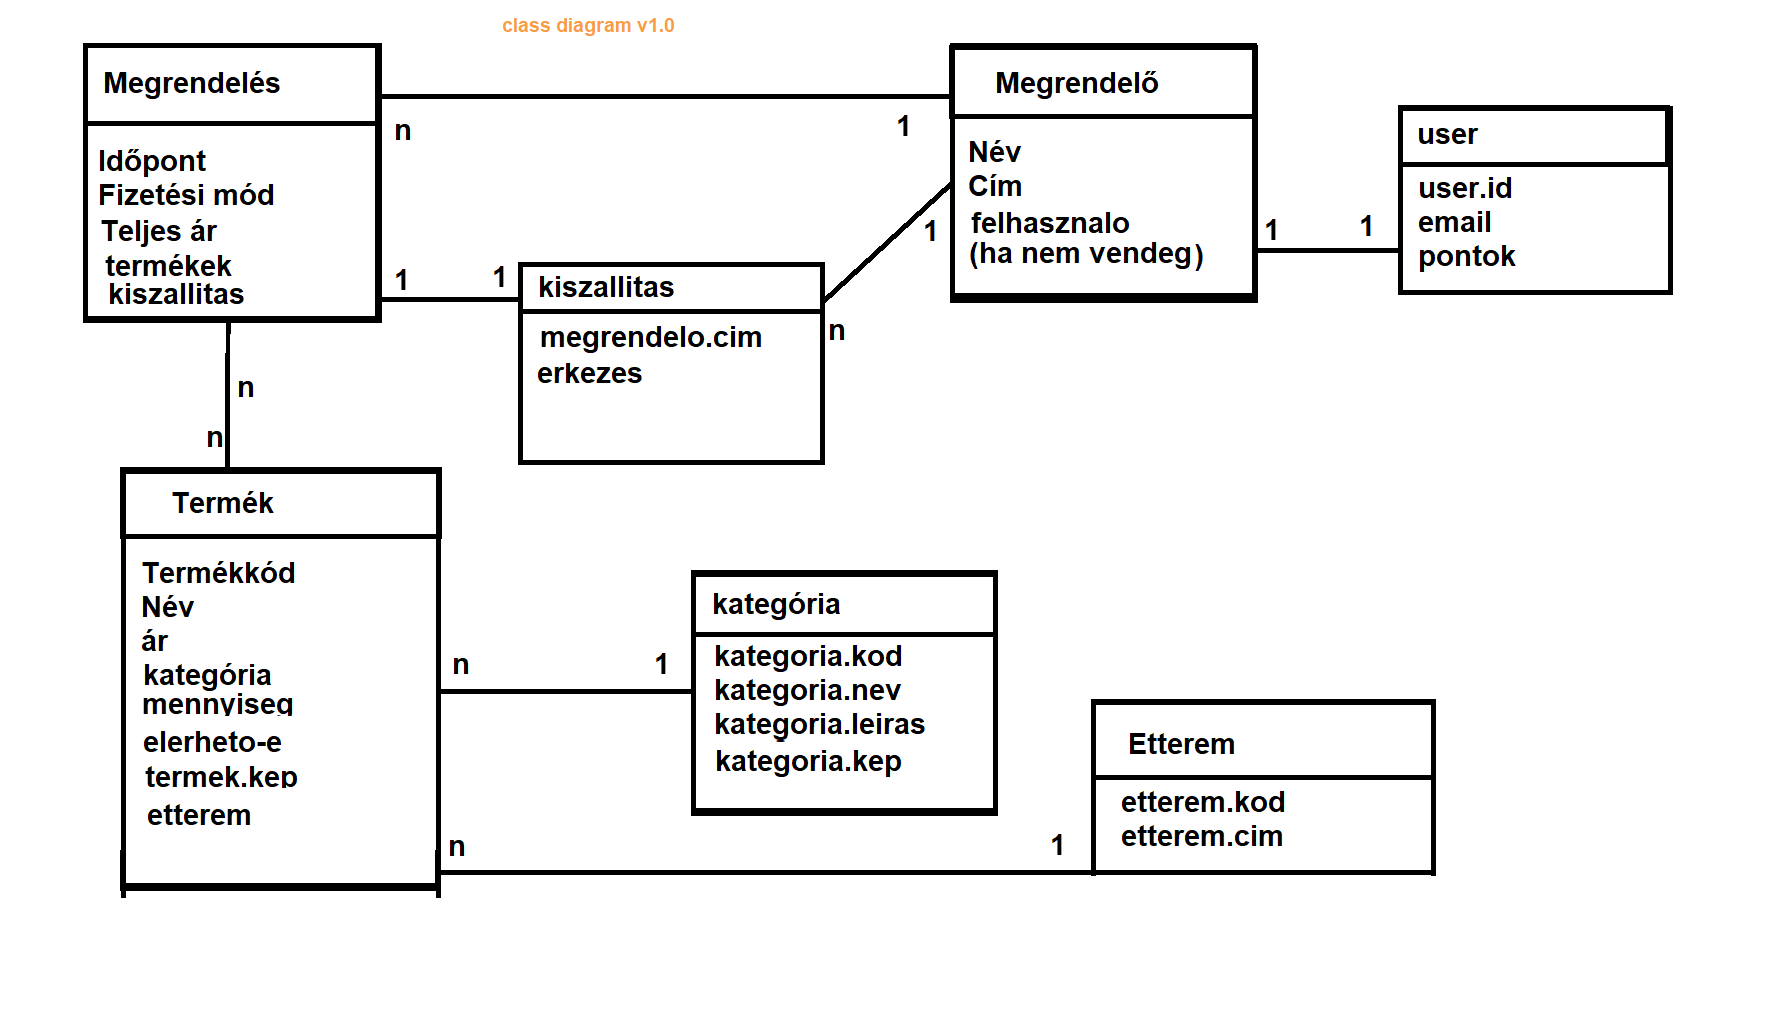 class diagram v1.0
Megrendelés
Időpont
Fizetési mód
Teljes ár
termékek
kiszallitas
n
1
Megrendelő
Név
Cím
felhasznalo
(ha nem vendeg)
1
1
user
user.id
email
pontok
1
1
kiszallitas
megrendelo.cim
erkezes
1
n
n
n
Termék
Termékkód
Név
ár
kategória
mennyiseg
elerheto-e
termek.kep
etterem
n
1
kategória
kategoria.kod
kategoria.nev
kategoria.leiras
kategoria.kep
n
1
Etterem
etterem.kod
etterem.cim